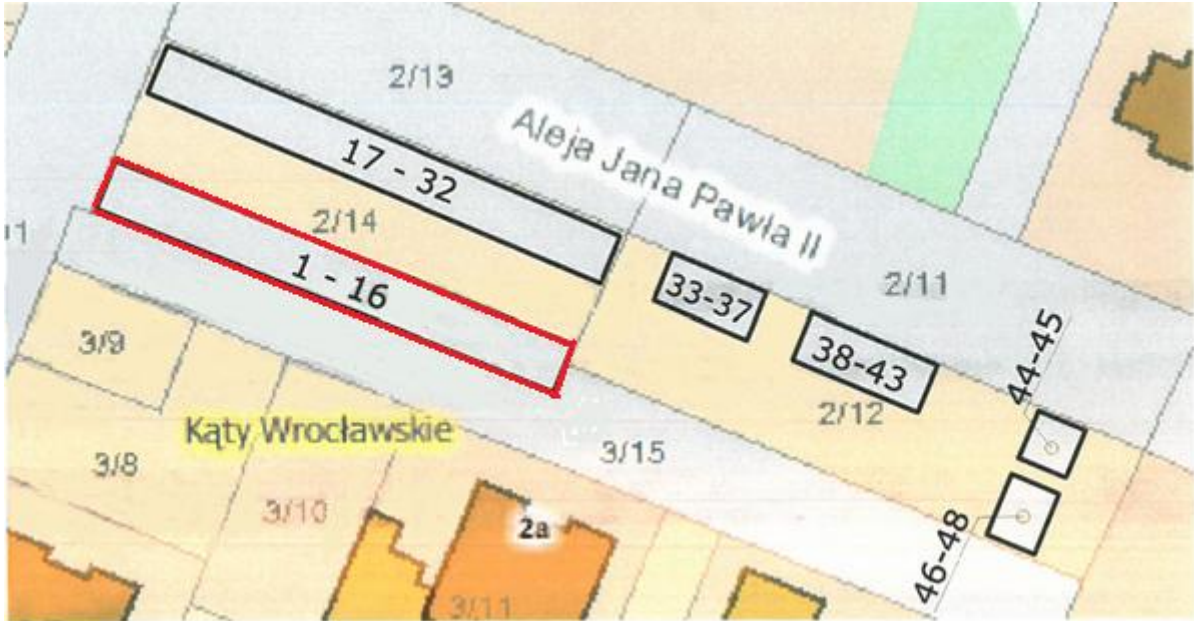 2/13
Aleja Jana Pawła II
17 - 32
2/14
1 - 16
33-37
2/11
38-43
44-45
2/12
3/9
Kąty Wrocławskie
3/15
3/8
3/10
2a
46-48
3/11